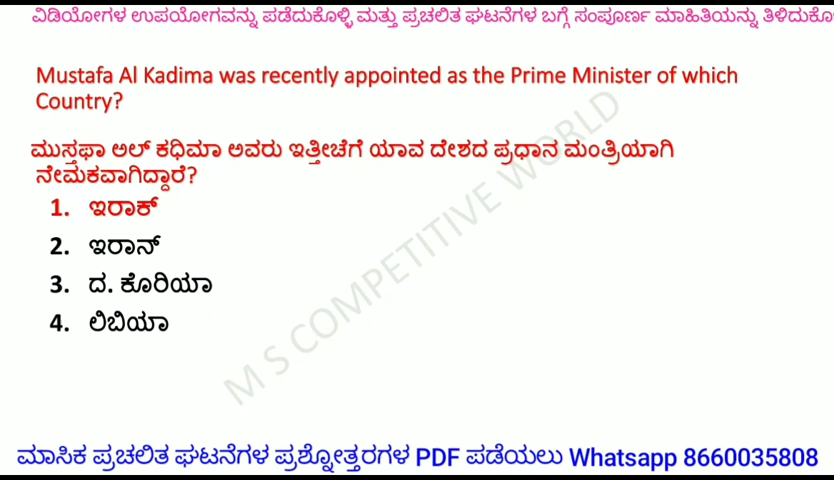 ವಿಡಿಯೋಗಳ ಉಪಯೋಗವನ್ನು ಪಡೆದುಕೊಳ್ಳಿ ಮತ್ತು ಪ್ರಚಲಿತ ಘಟನೆಗಳ ಬಗ್ಗೆ ಸಂಪೂರ್ಣ ಮಾಹಿತಿಯನ್ನು ತಿಳಿದುಕೊ
Mustafa Al Kadima was recently appointed as the Prime Minister of which
Country?
ಮುಸ್ತಫಾ ಅಲ್ ಕಧಿಮಾ ಅವರು ಇತ್ತೀಚೆಗೆ ಯಾವ ದೇಶದ ಪ್ರಧಾನ ಮಂತ್ರಿಯಾಗಿ
ನೇಮಕವಾಗಿದ್ದಾರೆ?
1. ಇರಾಕ್
2. ಇರಾನ್
3. ದ. ಕೊರಿಯಾ
4. ಲಿಬಿಯಾ
M S COMPETITIVE WORLD
ಮಾಸಿಕ ಪ್ರಚಲಿತ ಘಟನೆಗಳ ಪ್ರಶ್ನೋತ್ತರಗಳ PDF ಪಡೆಯಲು Whatsapp 8660035808